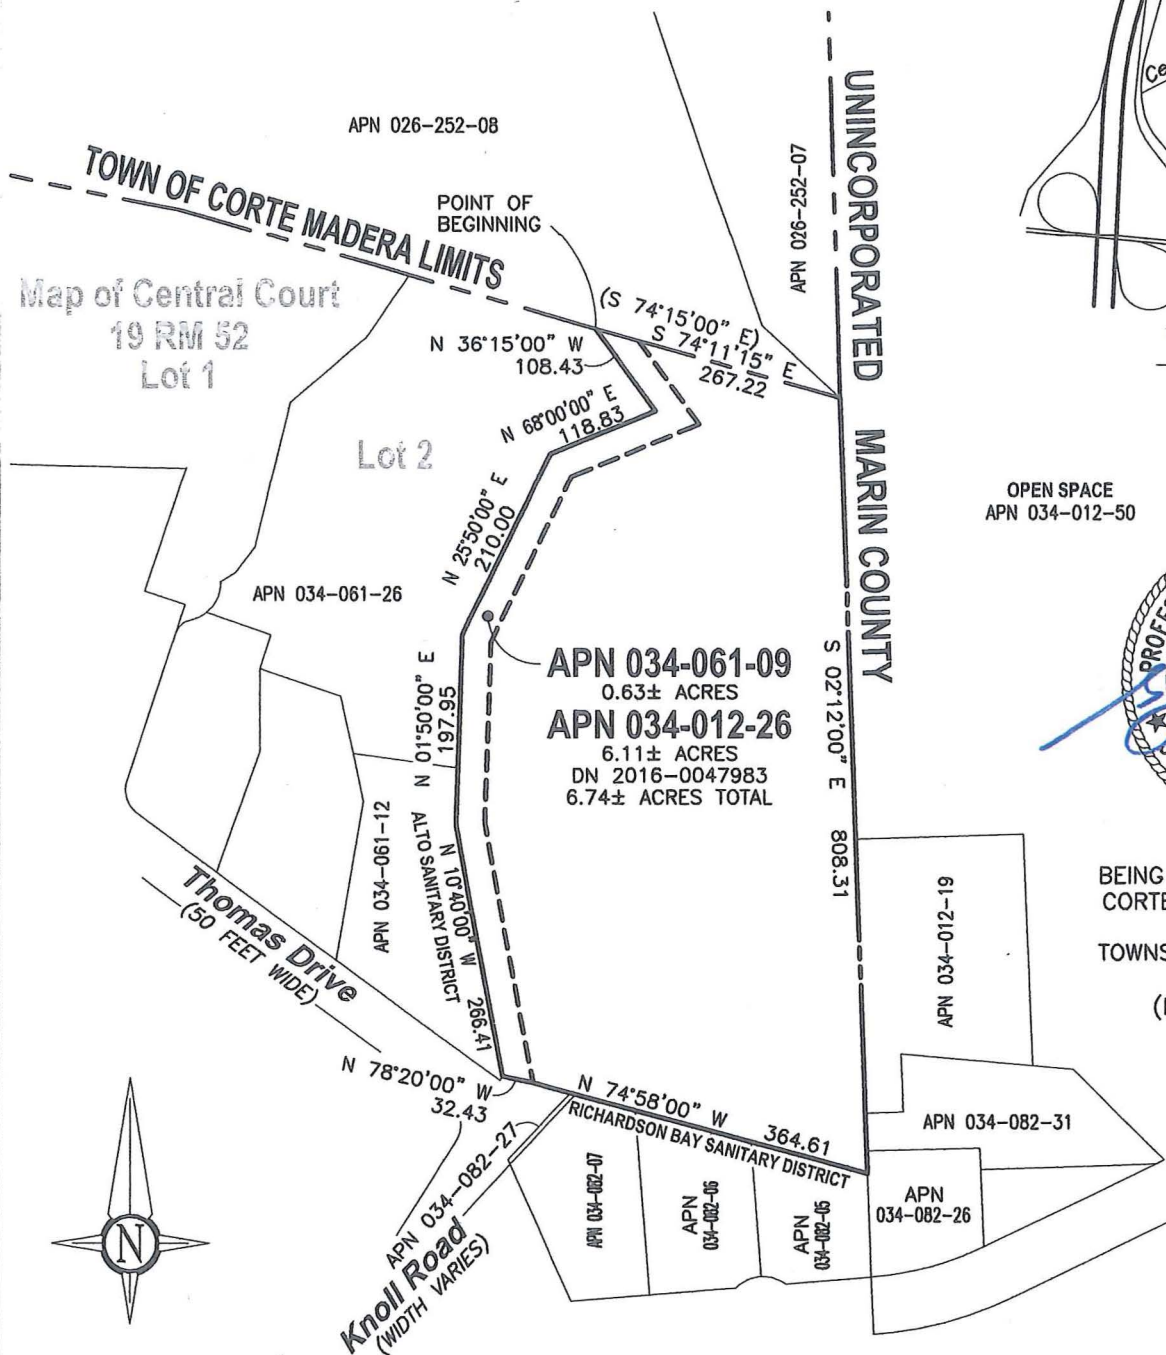 APN 026-252-08
TOWN OF CORTE MADERA LIMITS
POINT OF
BEGINNING
APN 026-252-07
UNINCORPORATED MARIN COUNTY
Map of Central Court
19 RM 52
Lot 1
(S 74°15'00" E)
S 74°11'15" E
267.22
N 36°15'00" W
108.43
N 68°00'00" E
118.83
Lot 2
N 25°50'00" E
210.00
OPEN SPACE
APN 034-012-50
APN 034-061-26
APN 034-061-09
0.63± ACRES
APN 034-012-26
6.11± ACRES
DN 2016-0047983
6.74± ACRES TOTAL
N 01°50'00" E
197.95
S 02°12'00" E 808.31
APN 034-061-12
N 10°40'00" W 266.41
ALTO SANITARY DISTRICT
Thomas Drive
(50 FEET WIDE)
APN 034-012-19
BEING
N 78°20'00" W
32.43
N 74°58'00" W 364.61
RICHARDSON BAY SANITARY DISTRICT
APN 034-082-31
APN 034-082-27
Knoll Road
(WIDTH VARIES)
APN 034-082-07
APN
034-082-06
APN
034-082-05
APN
034-082-26
N